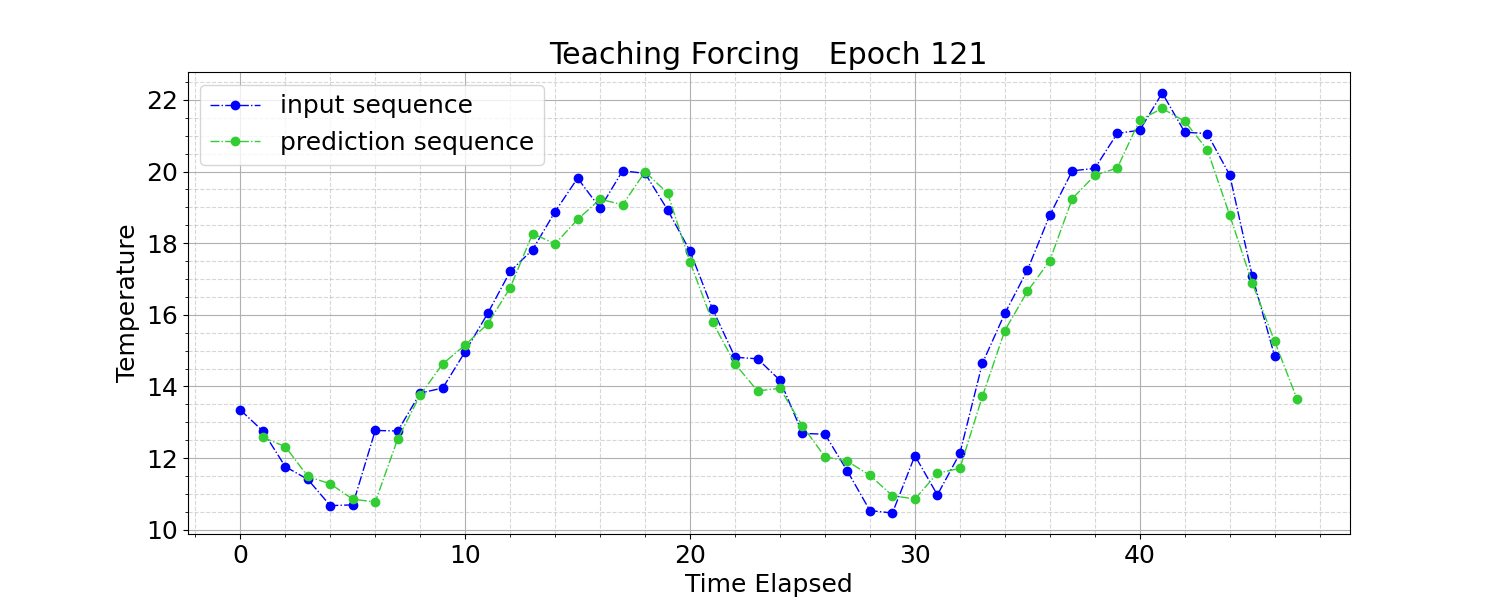 Teaching Forcing   Epoch 121
input sequence
prediction sequence
Temperature
22
20
18
16
14
12
10
0 10 20 30 40
Time Elapsed